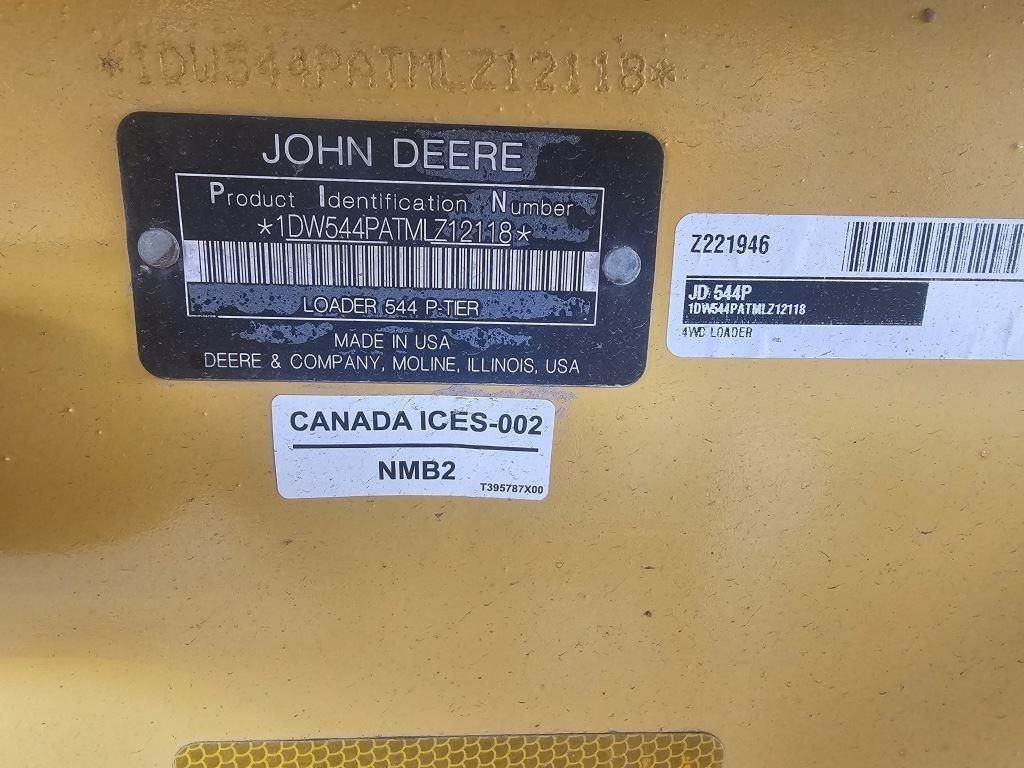 *1DW544PATMLZ12118*
JOHN DEERE
Product Identification Number
*1DW544PATMLZ12118*
LOADER 544 P-TIER
MADE IN USA
DEERE & COMPANY, MOLINE, ILLINOIS, USA
Z221946
JD 544P
1DW544PATMLZ12118
4WD LOADER
CANADA ICES-002
NMB2
T395787X00